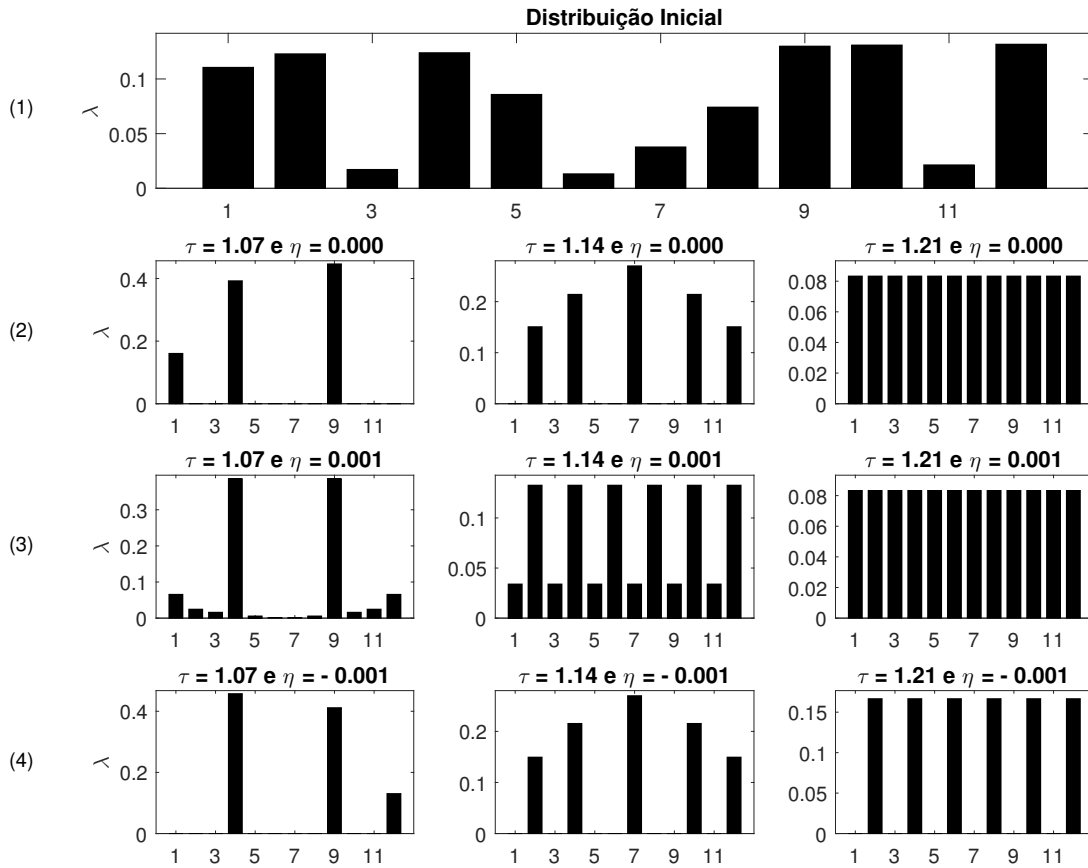 Distribuição Inicial
(1)
λ
0.1
0.05
0
1 3 5 7 9 11
τ = 1.07 e η = 0.000
τ = 1.14 e η = 0.000
τ = 1.21 e η = 0.000
(2)
λ
0.4
0.2
0
1 3 5 7 9 11
0.2
0.1
0
1 3 5 7 9 11
0.08
0.06
0.04
0.02
0
1 3 5 7 9 11
τ = 1.07 e η = 0.001
τ = 1.14 e η = 0.001
τ = 1.21 e η = 0.001
(3)
λ
0.3
0.2
0.1
0
1 3 5 7 9 11
0.1
0.05
0
1 3 5 7 9 11
0.08
0.06
0.04
0.02
0
1 3 5 7 9 11
τ = 1.07 e η = - 0.001
τ = 1.14 e η = - 0.001
τ = 1.21 e η = - 0.001
(4)
λ
0.4
0.2
0
1 3 5 7 9 11
0.2
0.1
0
1 3 5 7 9 11
0.15
0.1
0.05
0
1 3 5 7 9 11